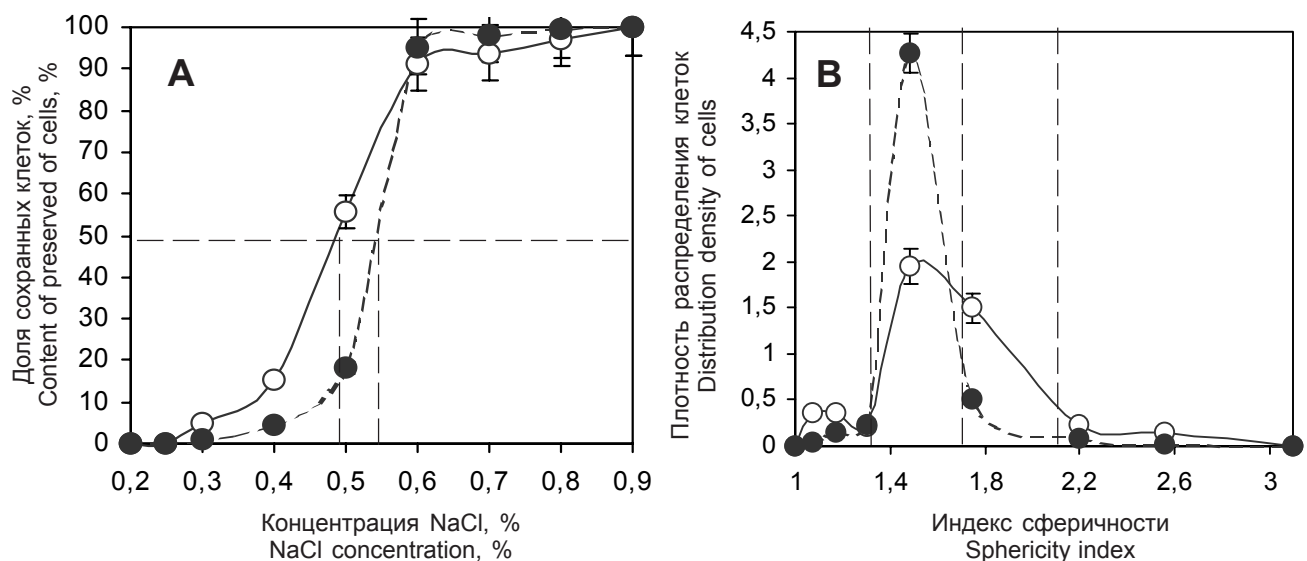 A
Доля сохранных клеток, %
Content of preserved of cells, %
100
90
80
70
60
50
40
30
20
10
0
0,2 0,3 0,4 0,5 0,6 0,7 0,8 0,9
Концентрация NaCl, %
NaCl concentration, %
B
Плотность распределения клеток
Distribution density of cells
4,5
4
3,5
3
2,5
2
1,5
1
0,5
0
1 1,4 1,8 2,2 2,6 3
Индекс сферичности
Sphericity index